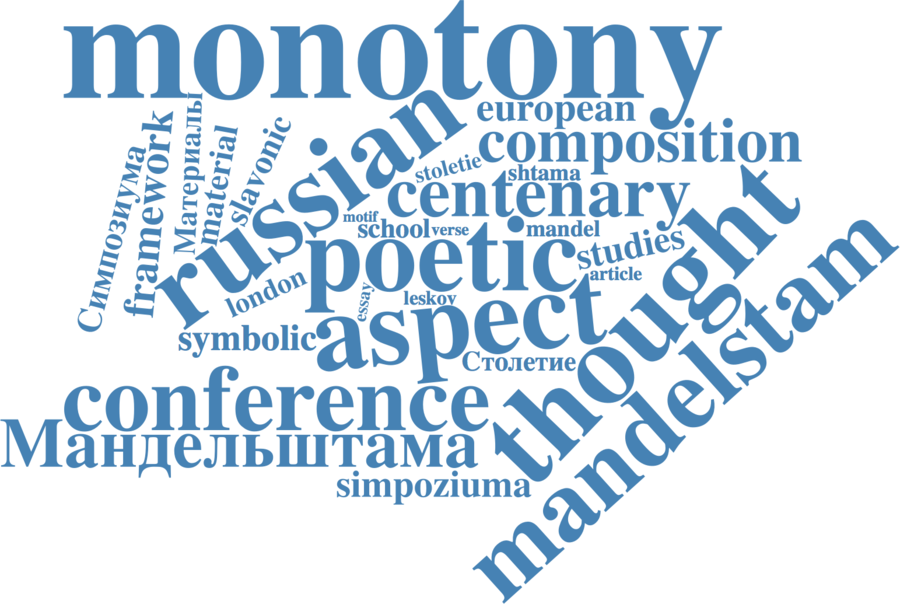 monotony
european
russian
composition
Симпозиума
framework
Материалы
material
slavonic
stoletie
shtama
centenary
motif
school
verse
mandel
poetic
studies
article
thought
london
essay
leskov
aspect
symbolic
Столетие
mandelstam
conference
Мандельштама
simpoziuma